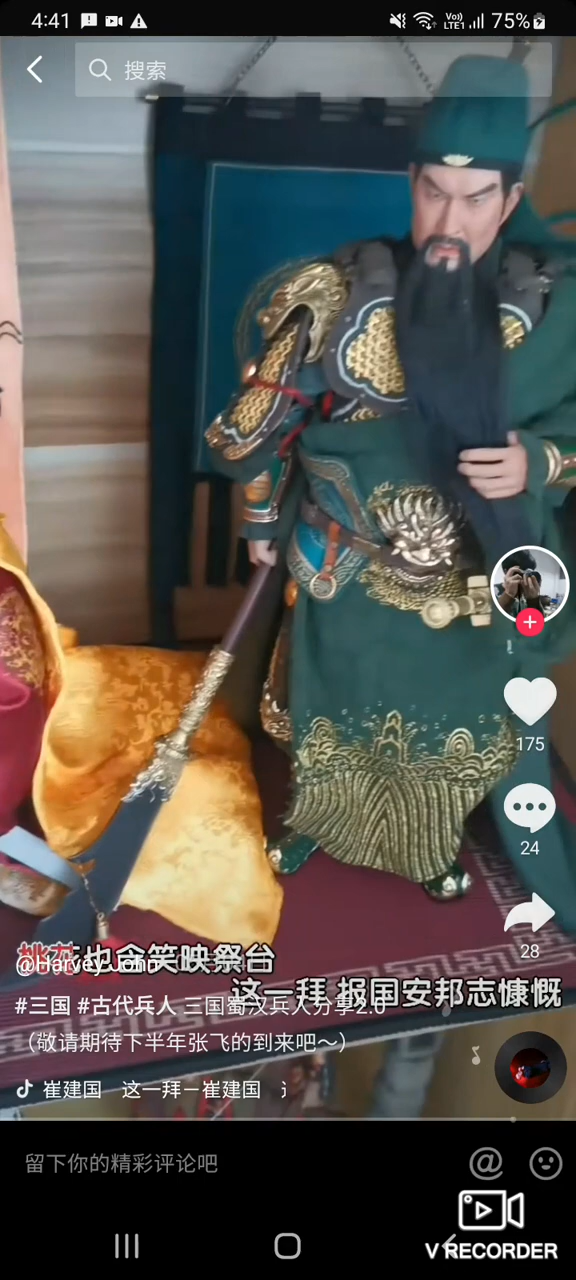 4:41
Vo))
LTE1
75%
搜索
175
24
桃花也含笑映祭台
@Harvey_John
28
这一拜 报国安邦志慷慨
#三国 #古代兵人 三国蜀汉兵人分享2.0
（敬请期待下半年张飞的到来吧～）
崔建国 这一拜－崔建国
留下你的精彩评论吧
@
V RECORDER